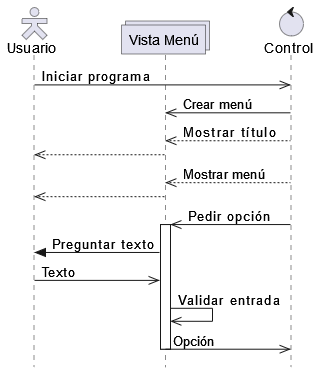 Usuario
Vista Menú
Control
Iniciar programa
Crear menú
Mostrar título
Mostrar menú
Pedir opción
Preguntar texto
Texto
Validar entrada
Opción